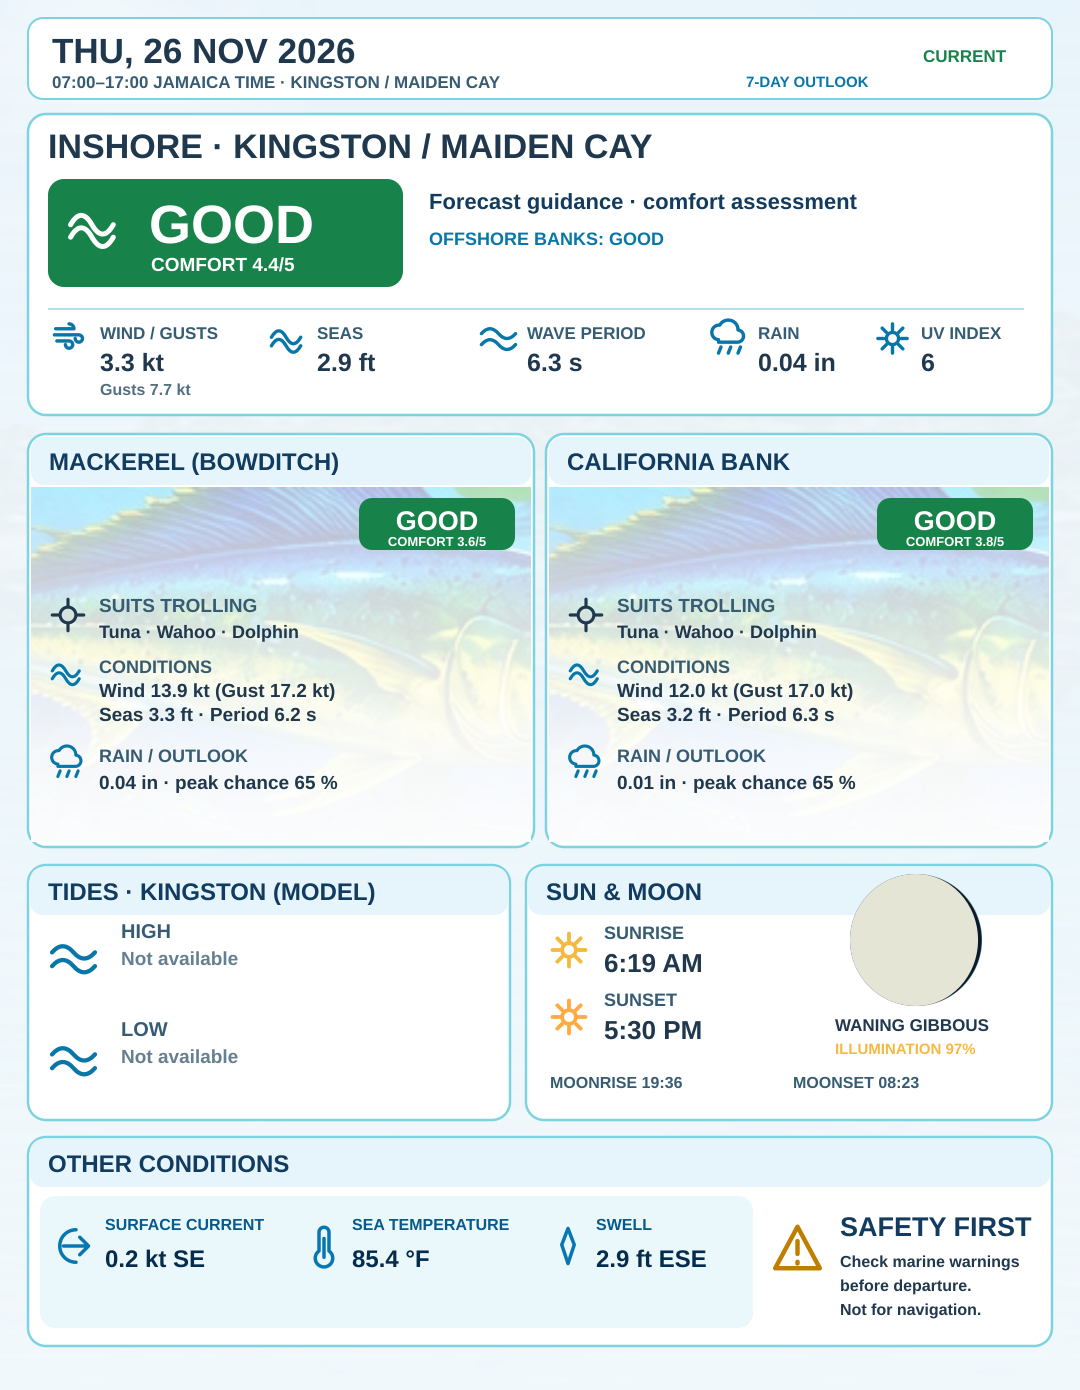 THU, 26 NOV 2026
07:00–17:00 JAMAICA TIME · KINGSTON / MAIDEN CAY
CURRENT
7-DAY OUTLOOK
INSHORE · KINGSTON / MAIDEN CAY
GOOD
COMFORT 4.4/5
Forecast guidance · comfort assessment
OFFSHORE BANKS: GOOD
WIND / GUSTS
3.3 kt
Gusts 7.7 kt
SEAS
2.9 ft
WAVE PERIOD
6.3 s
RAIN
0.04 in
UV INDEX
6
MACKEREL (BOWDITCH)
GOOD
COMFORT 3.6/5
SUITS TROLLING
Tuna · Wahoo · Dolphin
CONDITIONS
Wind 13.9 kt (Gust 17.2 kt)
Seas 3.3 ft · Period 6.2 s
RAIN / OUTLOOK
0.04 in · peak chance 65 %
CALIFORNIA BANK
GOOD
COMFORT 3.8/5
SUITS TROLLING
Tuna · Wahoo · Dolphin
CONDITIONS
Wind 12.0 kt (Gust 17.0 kt)
Seas 3.2 ft · Period 6.3 s
RAIN / OUTLOOK
0.01 in · peak chance 65 %
TIDES · KINGSTON (MODEL)
HIGH
Not available
LOW
Not available
SUN & MOON
SUNRISE
6:19 AM
SUNSET
5:30 PM
WANING GIBBOUS
ILLUMINATION 97%
MOONRISE 19:36
MOONSET 08:23
OTHER CONDITIONS
SURFACE CURRENT
0.2 kt SE
SEA TEMPERATURE
85.4 °F
SWELL
2.9 ft ESE
SAFETY FIRST
Check marine warnings
before departure.
Not for navigation.